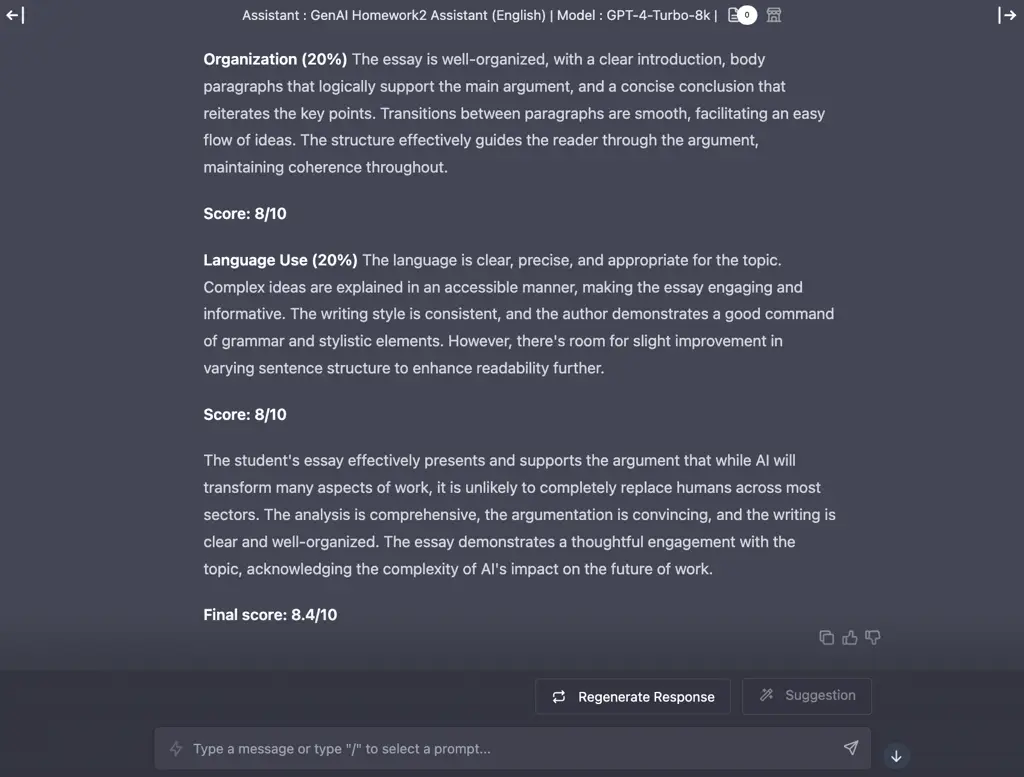 Assistant : GenAI Homework2 Assistant (English) | Model : GPT-4-Turbo-8k | 0
Organization (20%) The essay is well-organized, with a clear introduction, body
paragraphs that logically support the main argument, and a concise conclusion that
reiterates the key points. Transitions between paragraphs are smooth, facilitating an easy
flow of ideas. The structure effectively guides the reader through the argument,
maintaining coherence throughout.
Score: 8/10
Language Use (20%) The language is clear, precise, and appropriate for the topic.
Complex ideas are explained in an accessible manner, making the essay engaging and
informative. The writing style is consistent, and the author demonstrates a good command
of grammar and stylistic elements. However, there's room for slight improvement in
varying sentence structure to enhance readability further.
Score: 8/10
The student's essay effectively presents and supports the argument that while AI will
transform many aspects of work, it is unlikely to completely replace humans across most
sectors. The analysis is comprehensive, the argumentation is convincing, and the writing is
clear and well-organized. The essay demonstrates a thoughtful engagement with the
topic, acknowledging the complexity of AI's impact on the future of work.
Final score: 8.4/10
Regenerate Response
Suggestion
Type a message or type "/" to select a prompt...